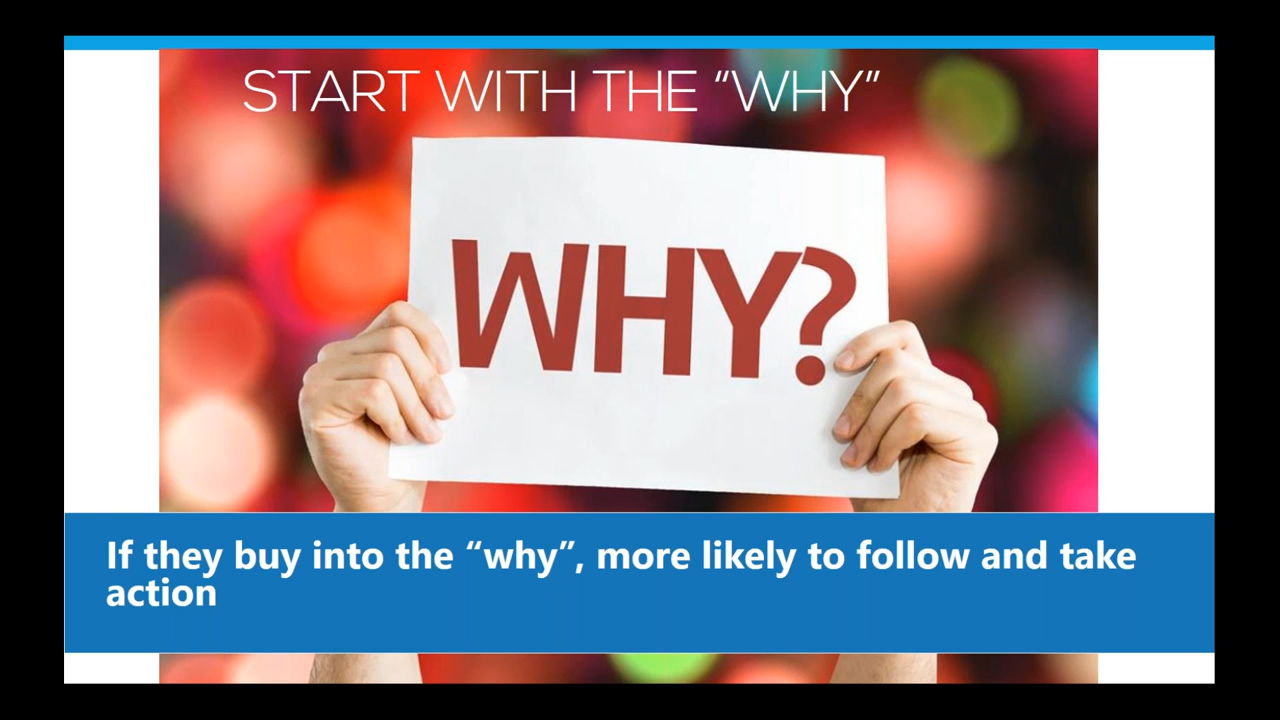 START WITH THE “WHY”
WHY?
If they buy into the “why”, more likely to follow and take
action